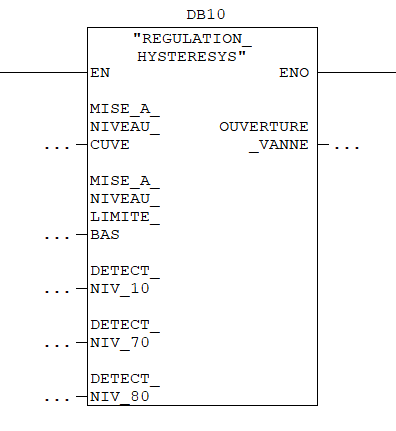 DB10
"REGULATION_
HYSTERESYS"
EN ENO
MISE_A_
NIVEAU_ OUVERTURE
... CUVE _VANNE ...
MISE_A_
NIVEAU_
LIMITE_
... BAS
DETECT_
... NIV_10
DETECT_
... NIV_70
DETECT_
... NIV_80